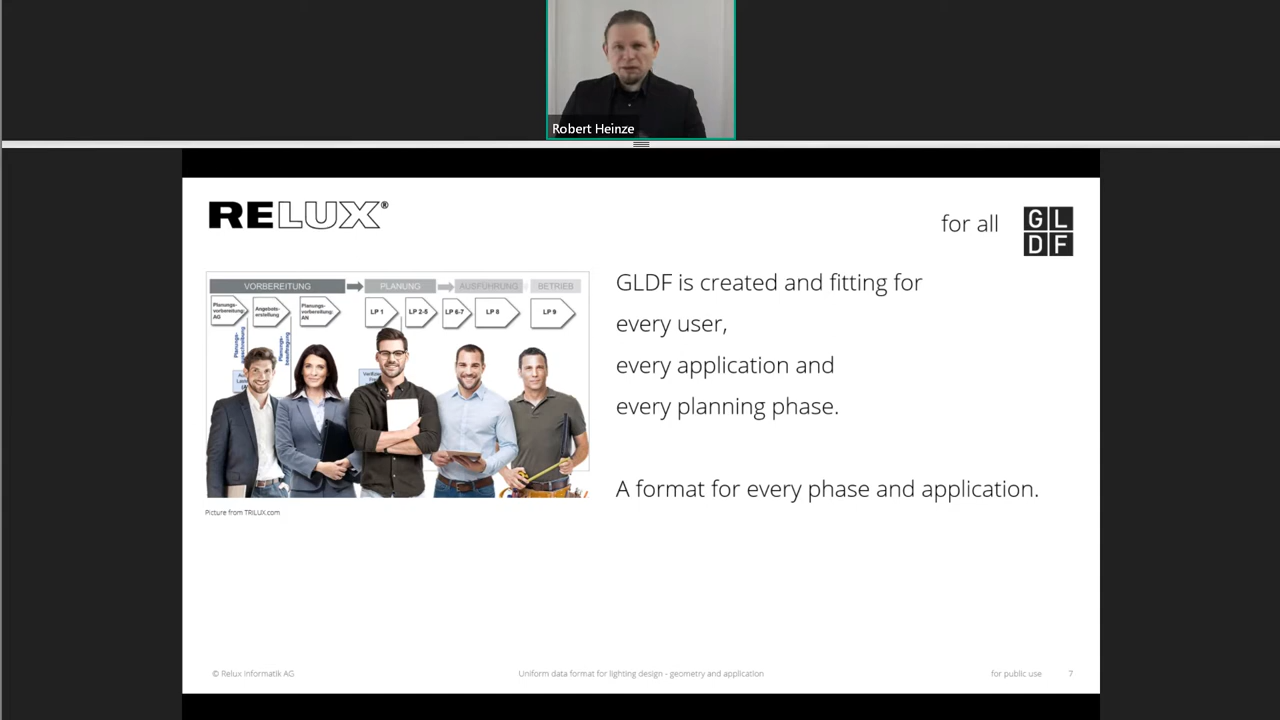 Robert Heinze
RELUX®
for all
GL
DF
VORBEREITUNG
PLANUNG
AUSFÜHRUNG
BETRIEB
Planungs-
vorbereitung:
AG
Angebots-
erstellung
Planungs-
vorbereitung:
AN
LP 1
LP 2-5
LP 6-7
LP 8
LP 9
GLDF is created and fitting for
every user,
every application and
every planning phase.
A format for every phase and application.
Picture from TRILUX.com
© Relux Informatik AG
Uniform data format for lighting design - geometry and application
for public use
7